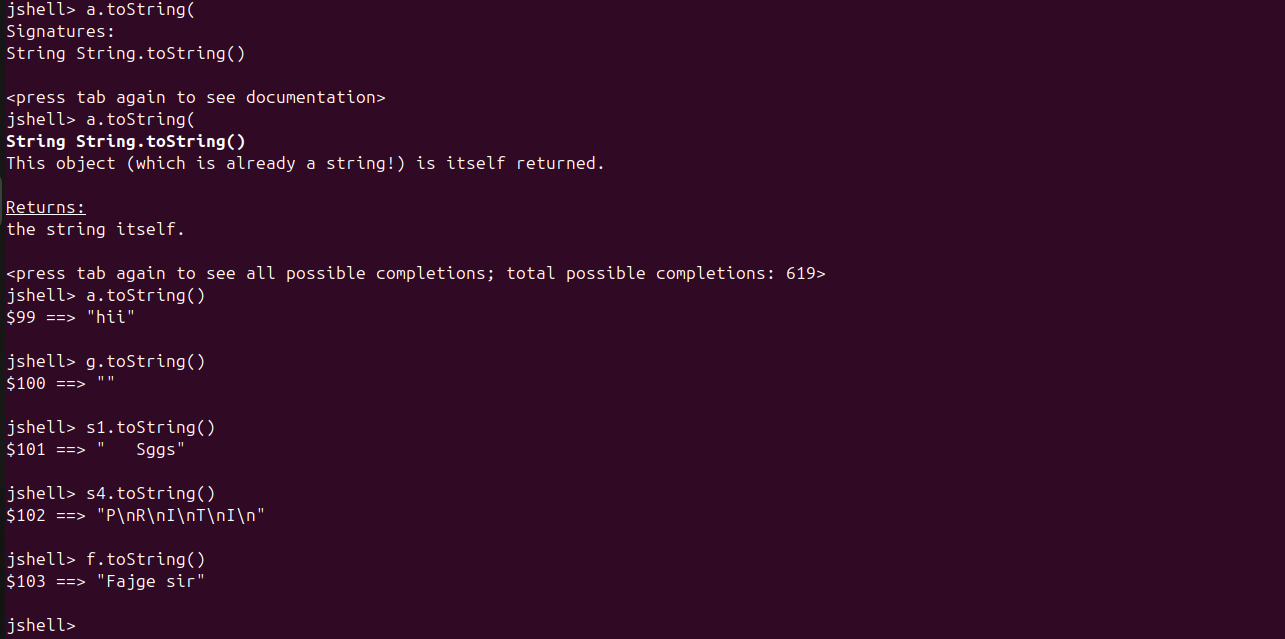 jshell> a.toString(
Signatures:
String String.toString()
<press tab again to see documentation>
jshell> a.toString(
String String.toString()
This object (which is already a string!) is itself returned.
Returns:
the string itself.
<press tab again to see all possible completions; total possible completions: 619>
jshell> a.toString()
$99 ==> "hii"
jshell> g.toString()
$100 ==> ""
jshell> s1.toString()
$101 ==> "   Sggs"
jshell> s4.toString()
$102 ==> "P\nR\nI\nT\nI\n"
jshell> f.toString()
$103 ==> "Fajge sir"
jshell>